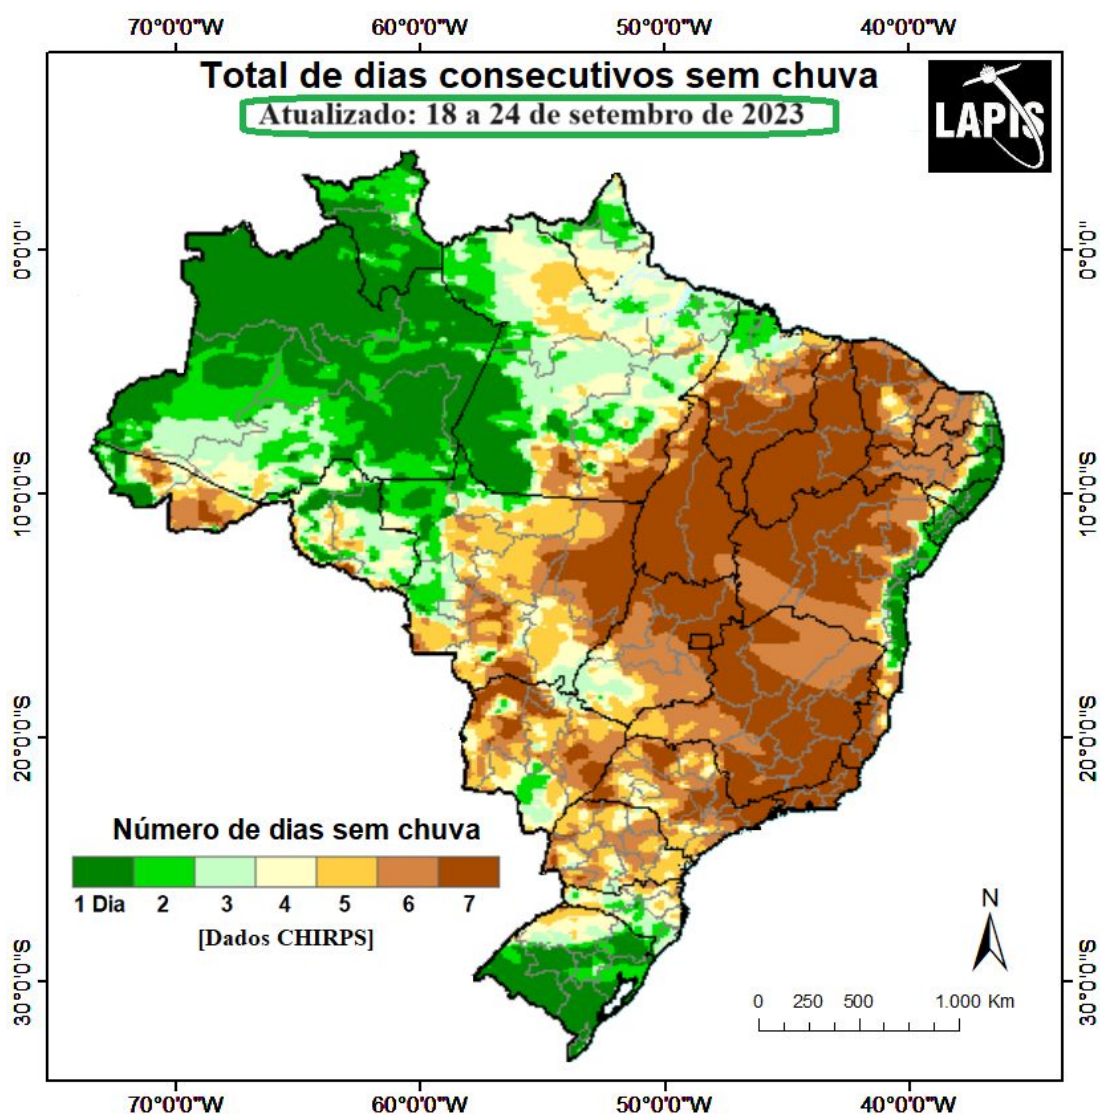 70°0'0"W 60°0'0"W 50°0'0"W 40°0'0"W
Total de dias consecutivos sem chuva
Atualizado: 18 a 24 de setembro de 2023
LAPIS
0°0'0" 0°0'0"
10°0'0"S 10°0'0"S
20°0'0"S 20°0'0"S
Número de dias sem chuva
1 Dia 2 3 4 5 6 7
[Dados CHIRPS]
N
30°0'0"S 30°0'0"S
0 250 500 1.000 Km
70°0'0"W 60°0'0"W 50°0'0"W 40°0'0"W